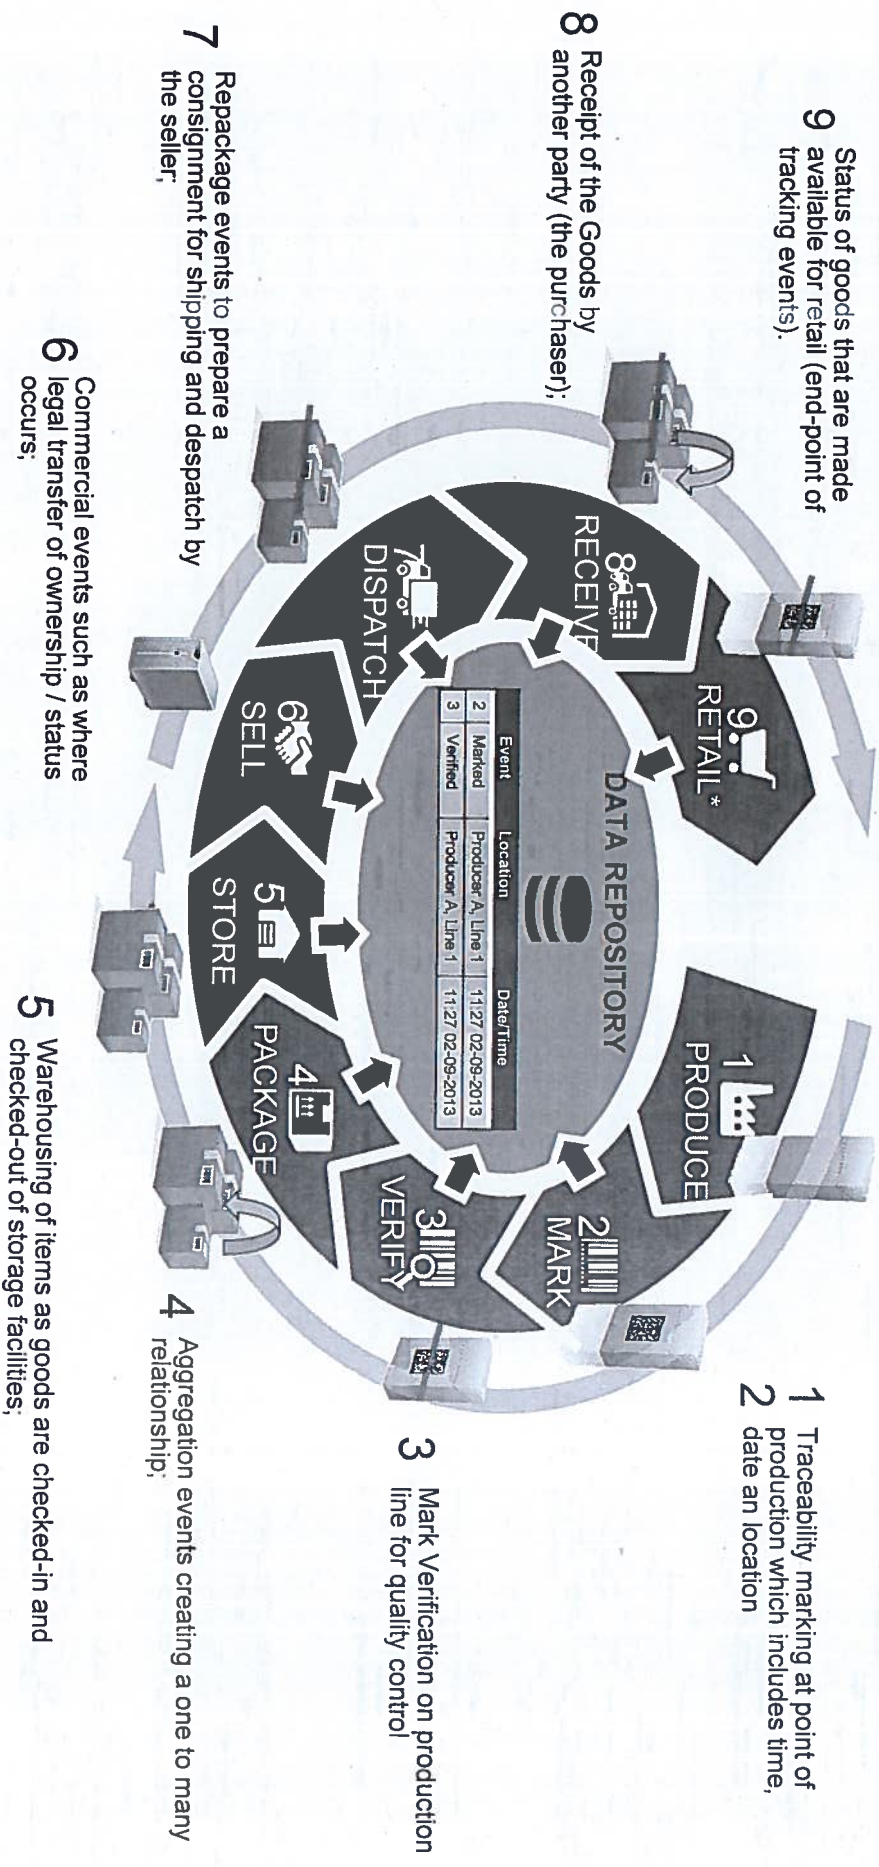 1 Traceability marking at point of
2 production which includes time,
date an location
3 Mark Verification on production
line for quality control
4 Aggregation events creating a one to many
relationship;
5 Warehousing of items as goods are checked-in and
checked-out of storage facilities;
6 Commercial events such as where
legal transfer of ownership / status
occurs;
7 Repackage events to prepare a
consignment for shipping and despatch by
the seller;
8 Receipt of the Goods by
another party (the purchaser);
9 Status of goods that are made
available for retail (end-point of
tracking events).
1
PRODUCE
2
MARK
3
VERIFY
4
PACKAGE
5
STORE
6
SELL
7
DISPATCH
8
RECEIVE
9
RETAIL*
DATA REPOSITORY
Event Location Date/Time
2 Marked Producer A, Line 1 11:27 02-09-2013
3 Verified Producer A, Line 1 11:27 02-09-2013